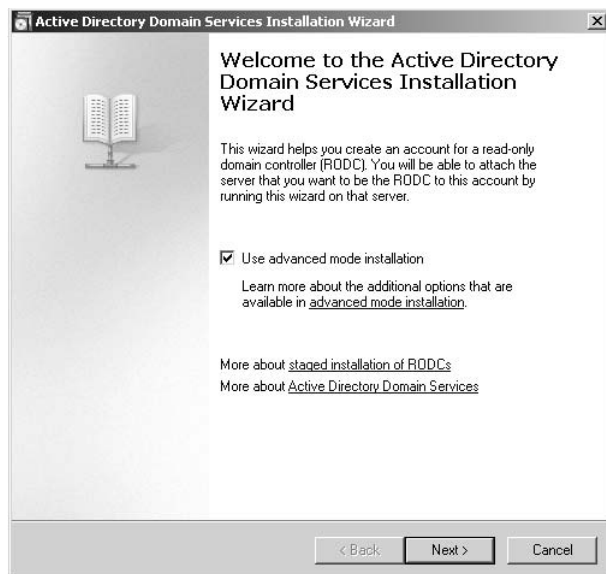 Active Directory Domain Services Installation Wizard
Welcome to the Active Directory
Domain Services Installation
Wizard
This wizard helps you create an account for a read-only
domain controller (RODC). You will be able to attach the
server that you want to be the RODC to this account by
running this wizard on that server.
Use advanced mode installation
Learn more about the additional options that are
available in advanced mode installation.
More about staged installation of RODCs
More about Active Directory Domain Services
< Back Next > Cancel